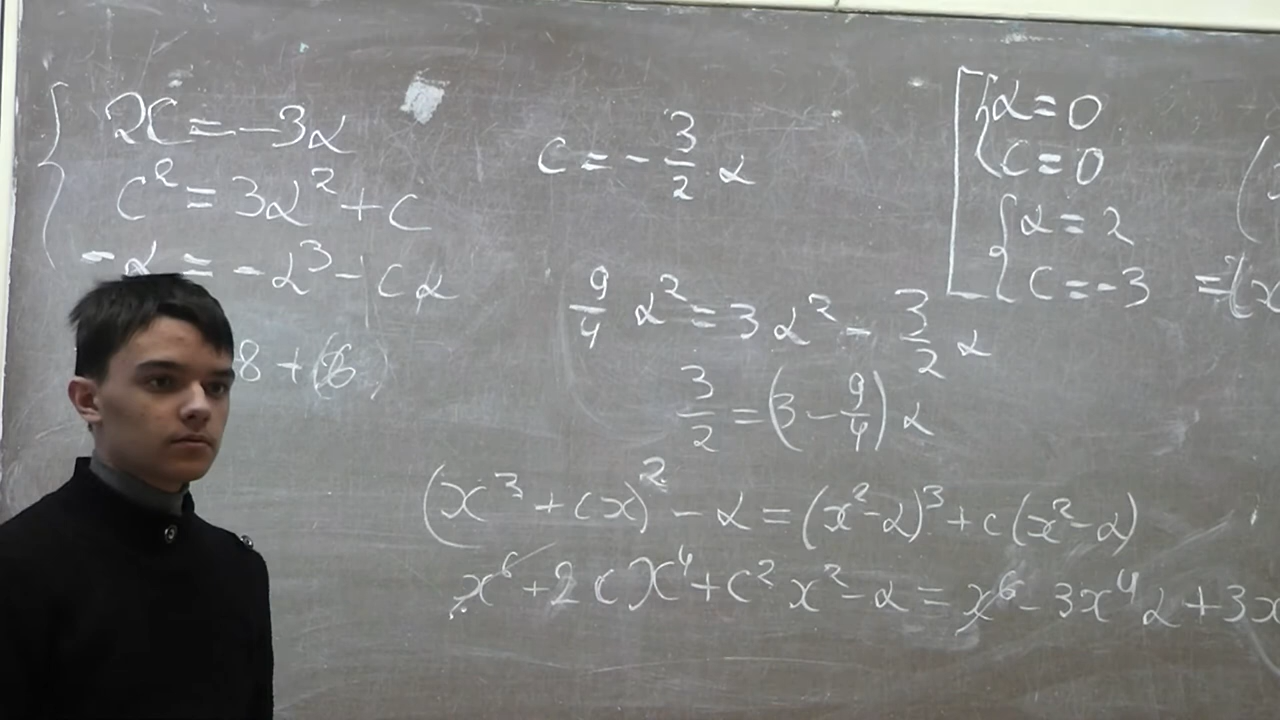 2c = -3α
c² = 3α² + c
-α = -α³ - cα
8 + (6
c = - 3/2 α
9/4 α² = 3α² - 3/2 α
3/2 = (3 - 9/4) α
α = 0
c = 0
α = 2
c = -3
(x³ + cx)² - α = (x² - α)³ + c(x² - α)
x⁶ + 2cx⁴ + c²x² - α = x⁶ - 3x⁴α + 3x